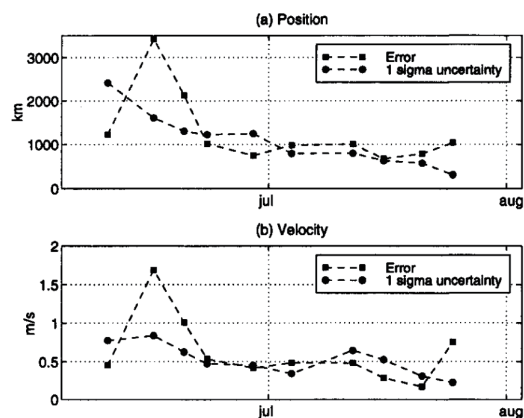 (a) Position
3000
2000
1000
0
km
Error
1 sigma uncertainty
jul
aug
(b) Velocity
2
1.5
1
0.5
0
m/s
Error
1 sigma uncertainty
jul
aug